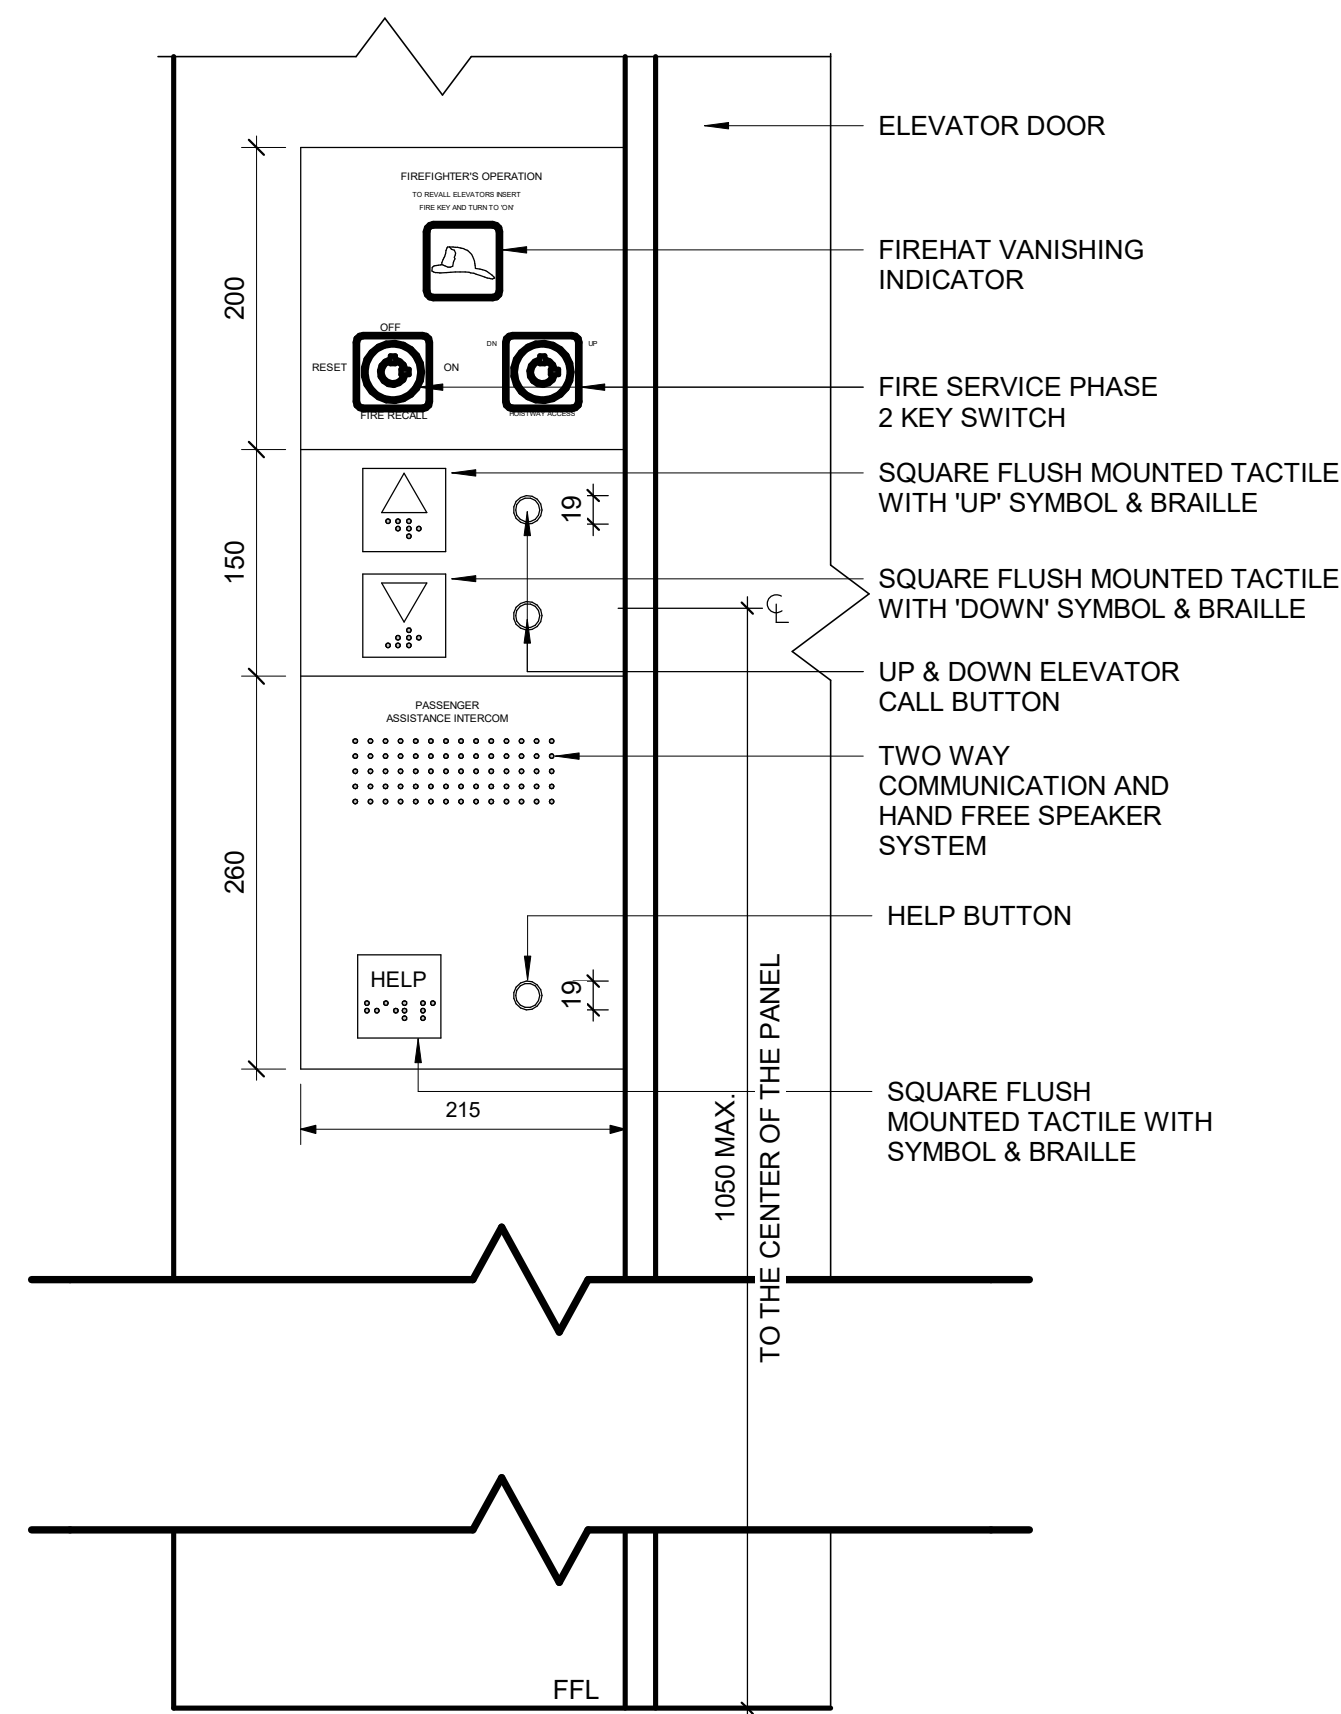 ELEVATOR DOOR
FIREFIGHTER'S OPERATION
TO REVALL ELEVATORS INSERT
FIRE KEY AND TURN TO 'ON'
FIREHAT VANISHING
INDICATOR
200
OFF
RESET
ON
FIRE RECALL
DN
UP
HOISTWAY ACCESS
FIRE SERVICE PHASE
2 KEY SWITCH
SQUARE FLUSH MOUNTED TACTILE
WITH 'UP' SYMBOL & BRAILLE
19
150
SQUARE FLUSH MOUNTED TACTILE
WITH 'DOWN' SYMBOL & BRAILLE
CL
UP & DOWN ELEVATOR
CALL BUTTON
PASSENGER
ASSISTANCE INTERCOM
TWO WAY
COMMUNICATION AND
HAND FREE SPEAKER
SYSTEM
260
HELP BUTTON
HELP
19
SQUARE FLUSH
MOUNTED TACTILE WITH
SYMBOL & BRAILLE
215
1050 MAX.
TO THE CENTER OF THE PANEL
FFL